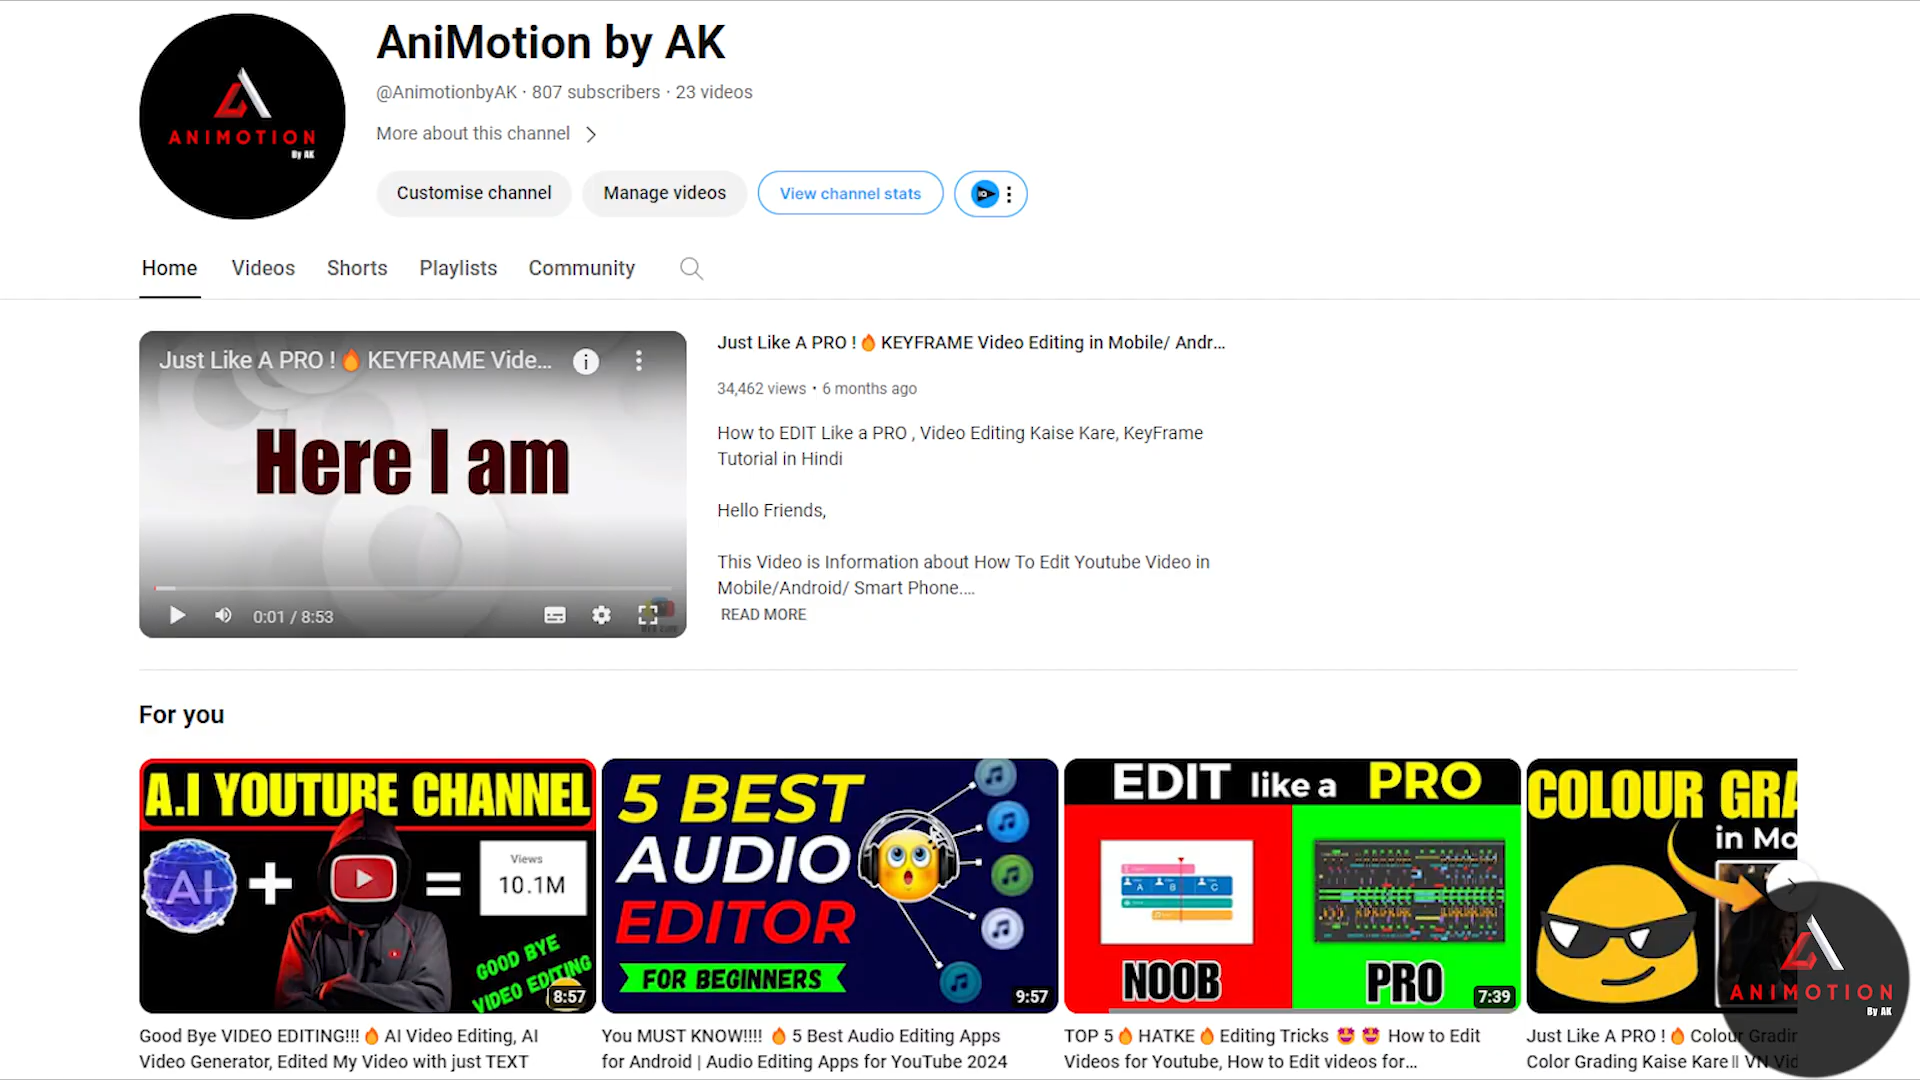 AniMotion by AK
ANIMOTION
By AK
@AnimotionbyAK · 807 subscribers · 23 videos
More about this channel
Customise channel
Manage videos
View channel stats
Home
Videos
Shorts
Playlists
Community
Just Like A PRO ! 🔥 KEYFRAME Vide...
Here I am
0:01 / 8:53
Just Like A PRO ! 🔥 KEYFRAME Video Editing in Mobile/ Andr...
34,462 views • 6 months ago
How to EDIT Like a PRO , Video Editing Kaise Kare, KeyFrame
Tutorial in Hindi
Hello Friends,
This Video is Information about How To Edit Youtube Video in
Mobile/Android/ Smart Phone....
READ MORE
For you
A.I YOUTUBE CHANNEL
AI + = Views
10.1M
GOOD BYE
VIDEO EDITING
8:57
Good Bye VIDEO EDITING!!! 🔥 AI Video Editing, AI
Video Generator, Edited My Video with just TEXT
5 BEST
AUDIO
EDITOR
FOR BEGINNERS
9:57
You MUST KNOW!!!! 🔥 5 Best Audio Editing Apps
for Android | Audio Editing Apps for YouTube 2024
EDIT like a PRO
A B C
NOOB
PRO
7:39
TOP 5🔥 HATKE🔥 Editing Tricks 🤩 🤩 How to Edit
Videos for Youtube, How to Edit videos for...
COLOUR GRA
in Mo
Just Like A PRO ! 🔥 Colour Gradin
Color Grading Kaise Kare || VN Vid
ANIMOTION
By AK